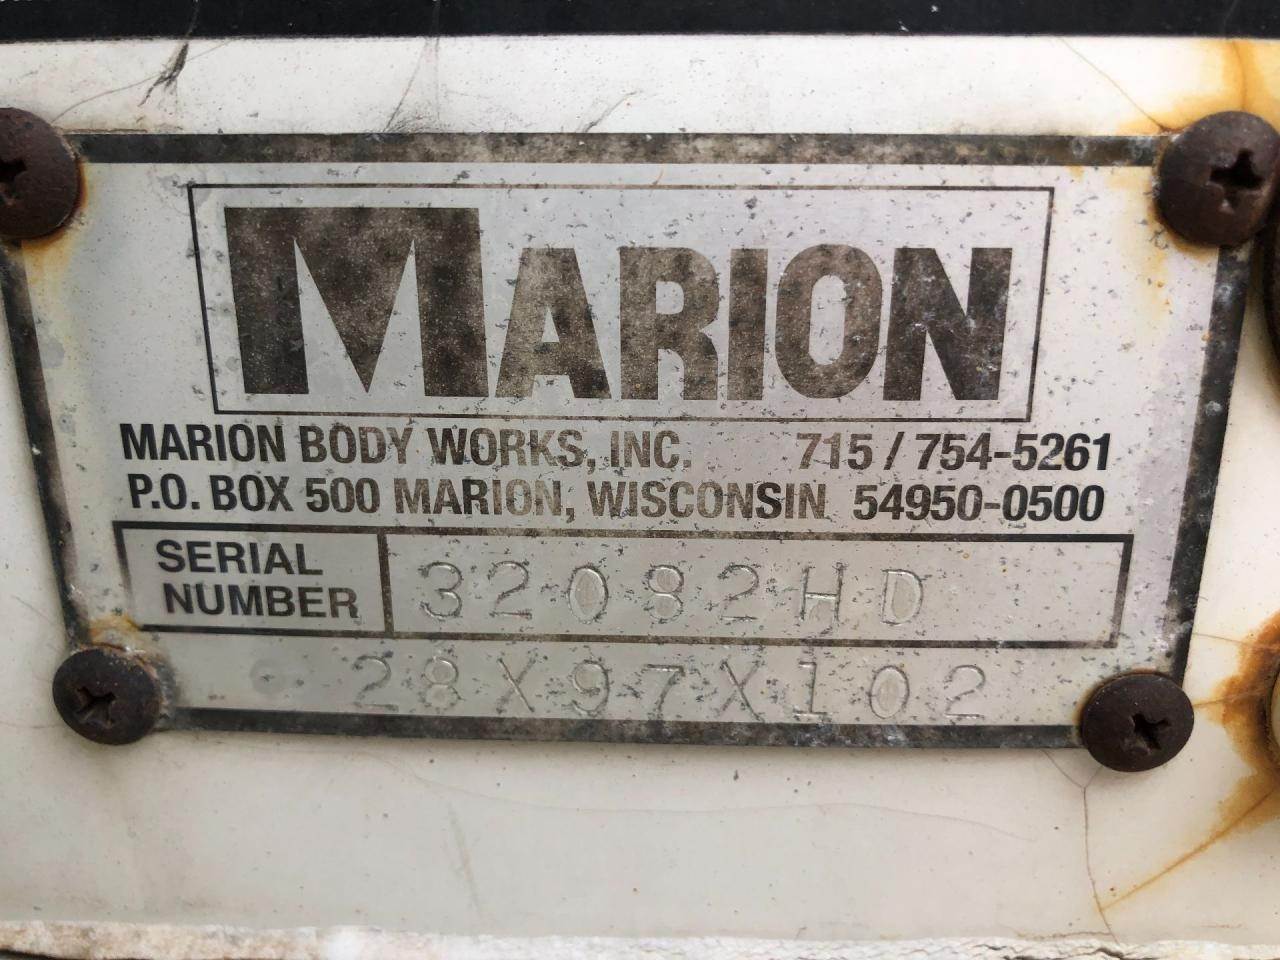 MARION
MARION BODY WORKS, INC. 715 / 754-5261
P.O. BOX 500 MARION, WISCONSIN 54950-0500
SERIAL NUMBER 32082HD
28X97X102